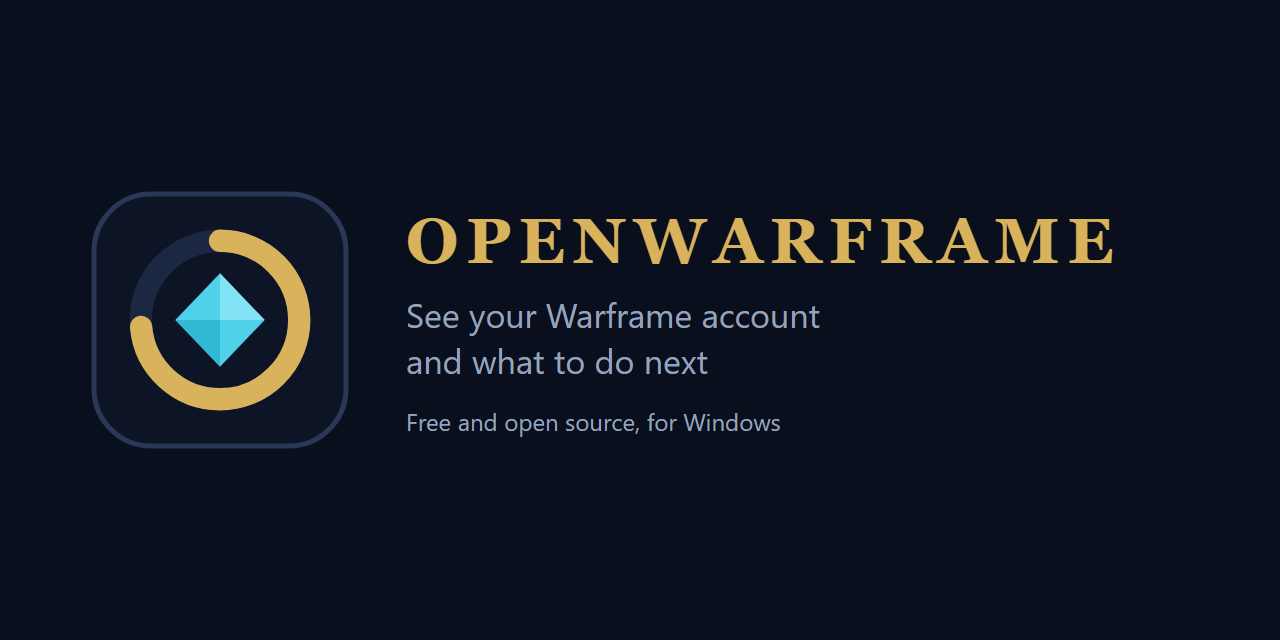 OPENWARFRAME
See your Warframe account
and what to do next
Free and open source, for Windows